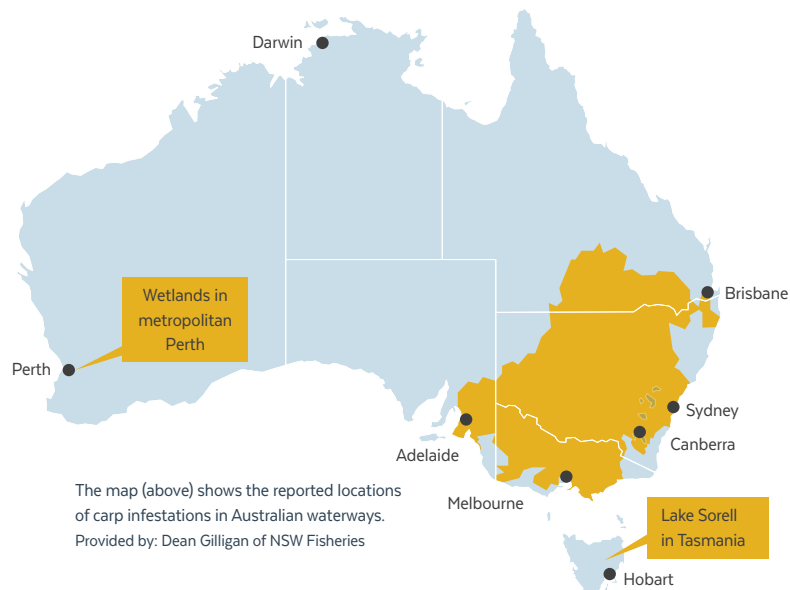 Darwin
Brisbane
Wetlands in
metropolitan
Perth
Perth
Sydney
Canberra
Adelaide
Melbourne
The map (above) shows the reported locations
of carp infestations in Australian waterways.
Provided by: Dean Gilligan of NSW Fisheries
Lake Sorell
in Tasmania
Hobart